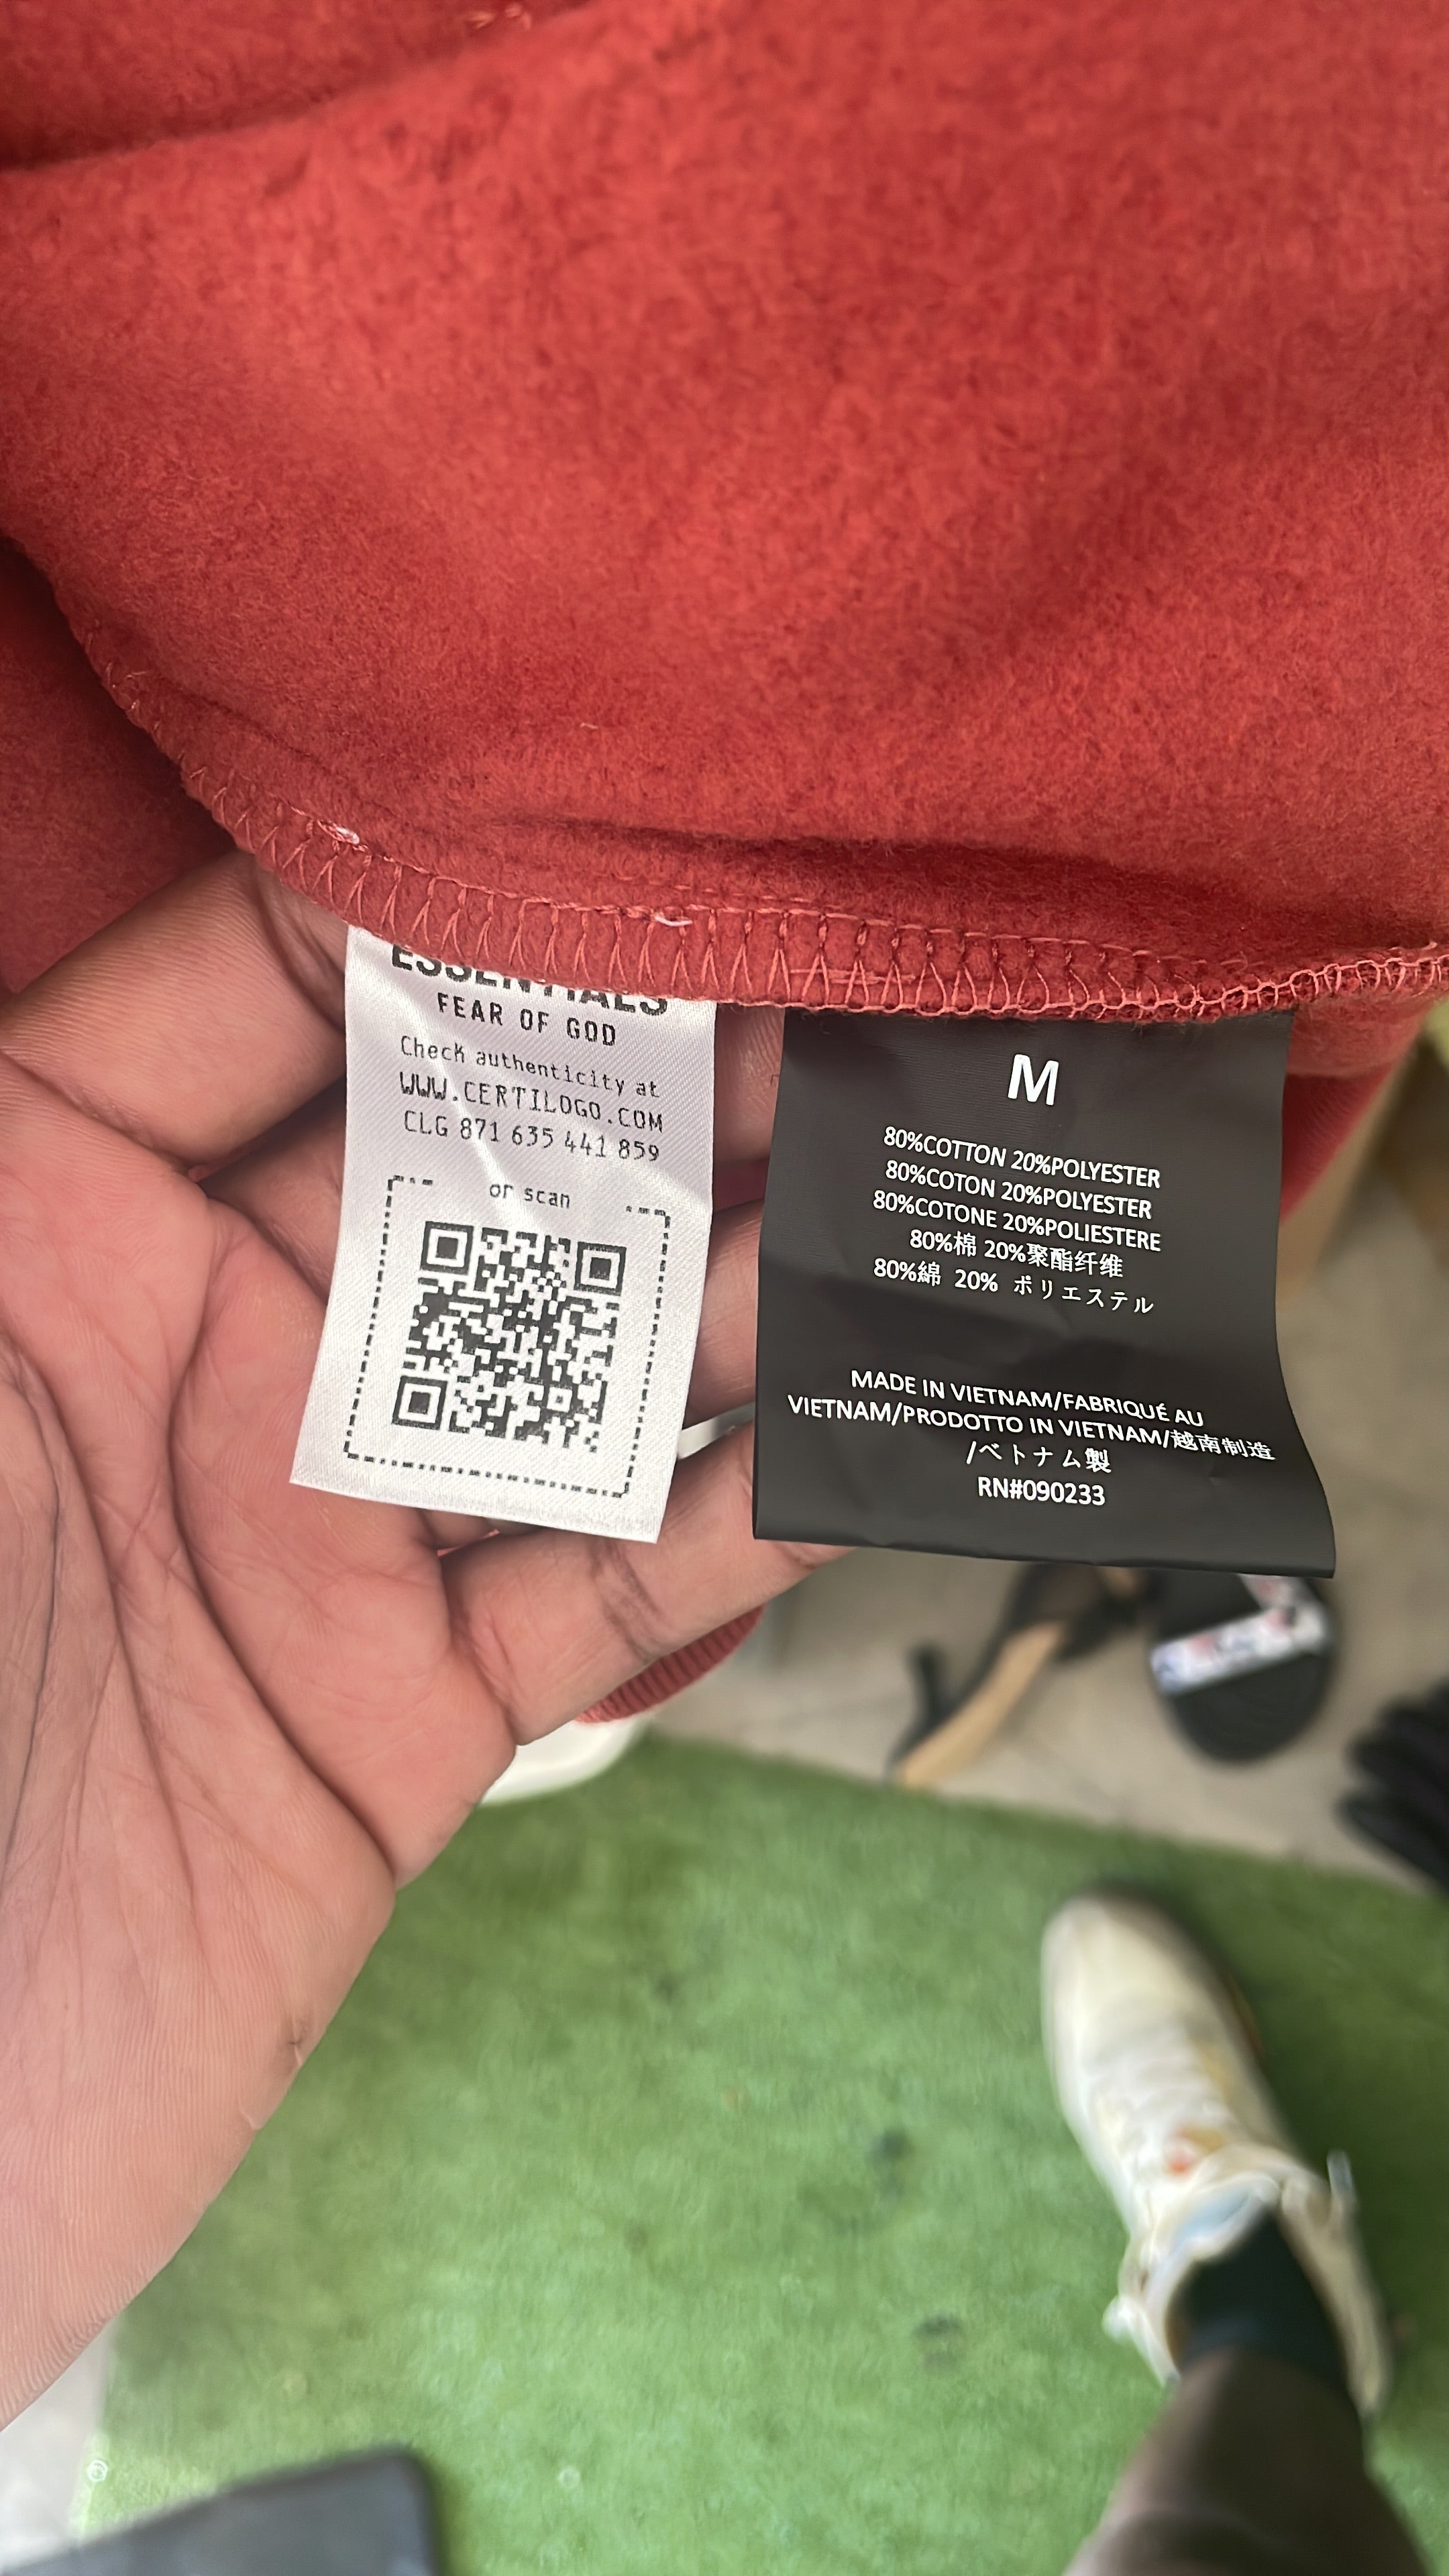 ESSENTIALS
FEAR OF GOD
Check authenticity at
WWW.CERTILOGO.COM
CLG 871 635 441 859
or scan
M
80%COTTON 20%POLYESTER
80%COTON 20%POLYESTER
80%COTONE 20%POLIESTERE
80%棉 20%聚酯纤维
80%綿 20% ポリエステル
MADE IN VIETNAM/FABRIQUÉ AU
VIETNAM/PRODOTTO IN VIETNAM/越南制造
/ベトナム製
RN#090233